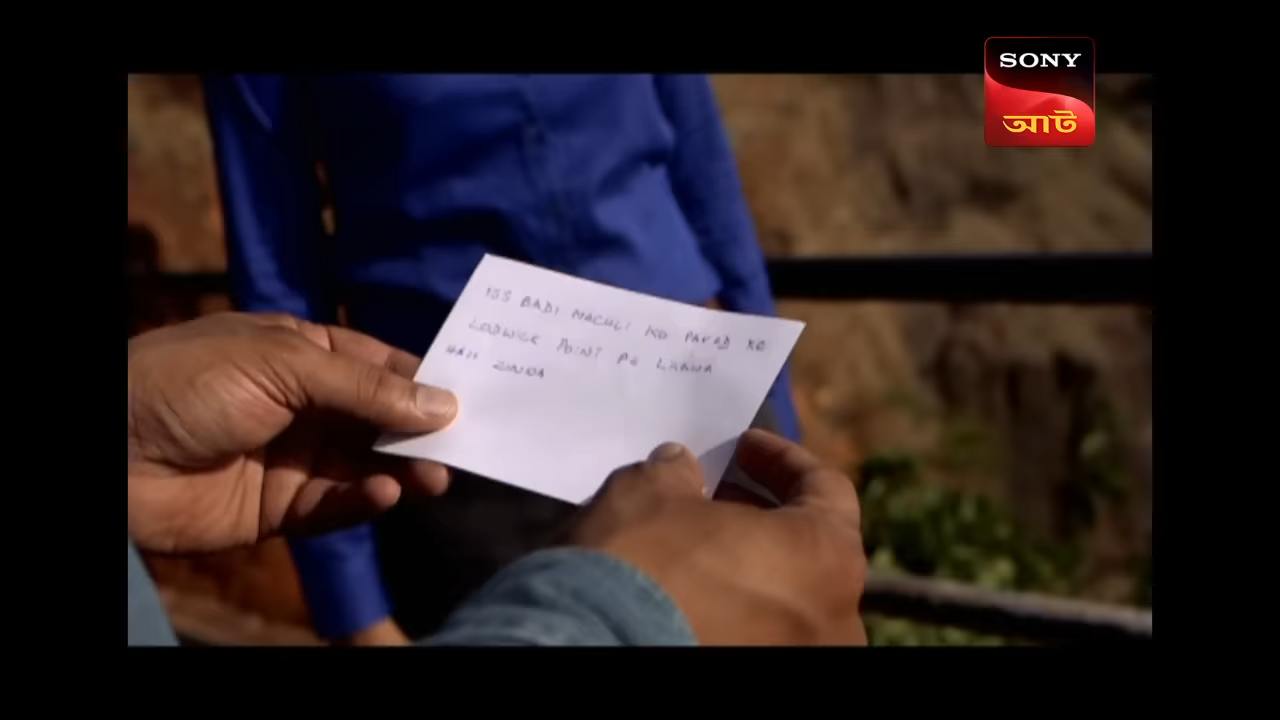 SONY
আট
ISS BADI MACHLI KO PAKAD KE
LODWICK POINT PE LAANA
HAI ZINDA